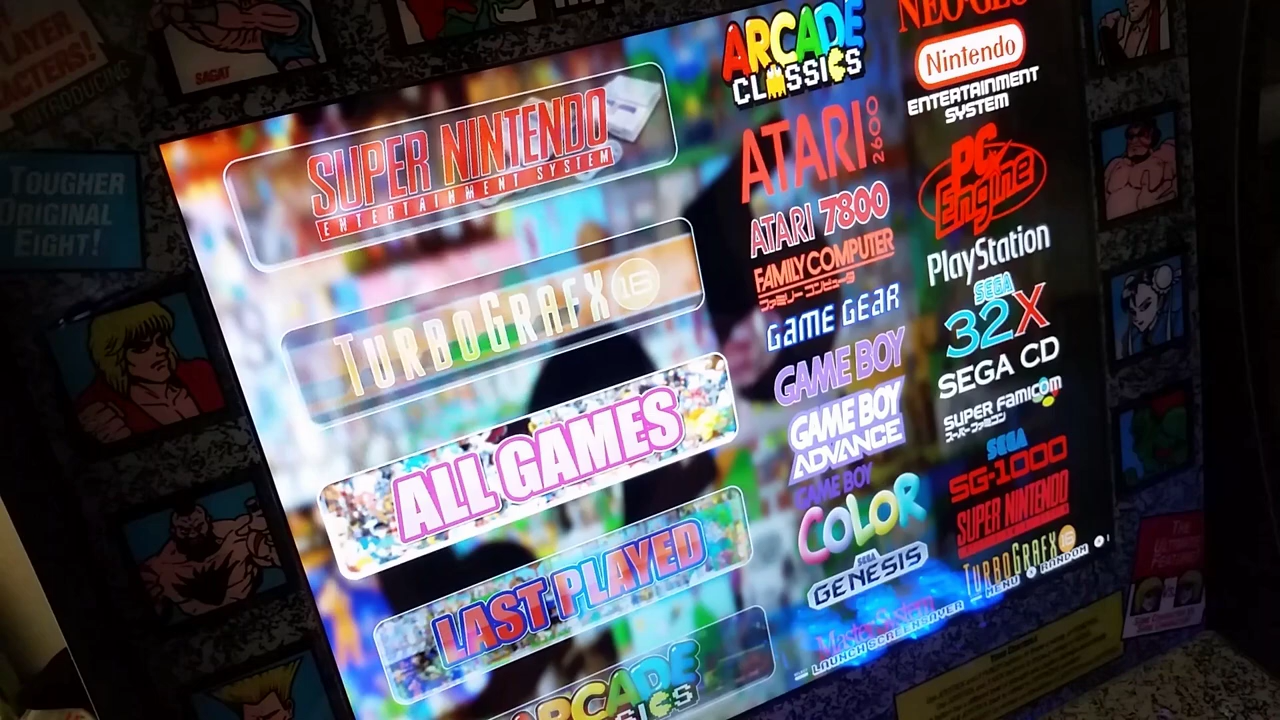 SAGAT
TOUGHER
ORIGINAL
EIGHT!
SUPER NINTENDO
ENTERTAINMENT SYSTEM
TURBOGRAFX 16
ALL GAMES
LAST PLAYED
ARCADE
CLASSICS
ARCADE
CLASSICS
ATARI 2600
ATARI 7800
FAMILY COMPUTER
ファミリーコンピュータ
GAME GEAR
GAME BOY
GAME BOY
ADVANCE
GAME BOY
COLOR
SEGA
GENESIS
Master System
LAUNCH SCREENSAVER
NEO-GEO
Nintendo
ENTERTAINMENT
SYSTEM
PC
Engine
PlayStation
SEGA
32X
SEGA CD
SUPER FAMICOM
スーパーファミコン
SEGA
SG-1000
SUPER NINTENDO
TURBOGRAFX 16
MENU RANDOM